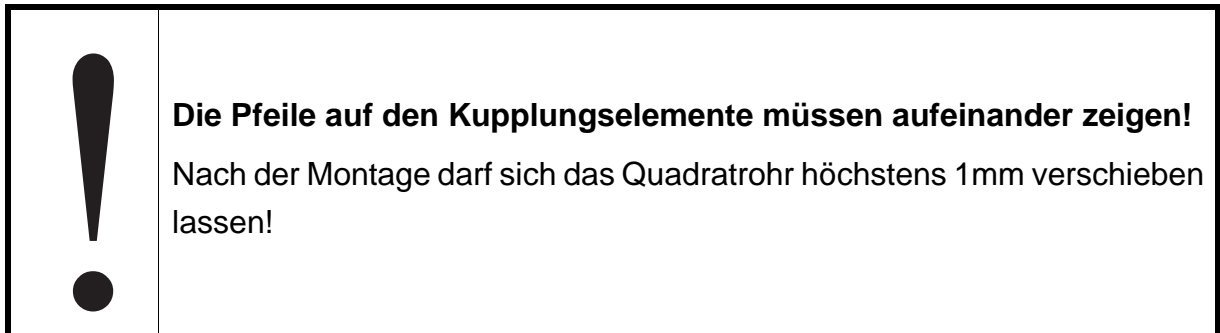 !
Die Pfeile auf den Kupplungselemente müssen aufeinander zeigen!
Nach der Montage darf sich das Quadratrohr höchstens 1mm verschieben
lassen!